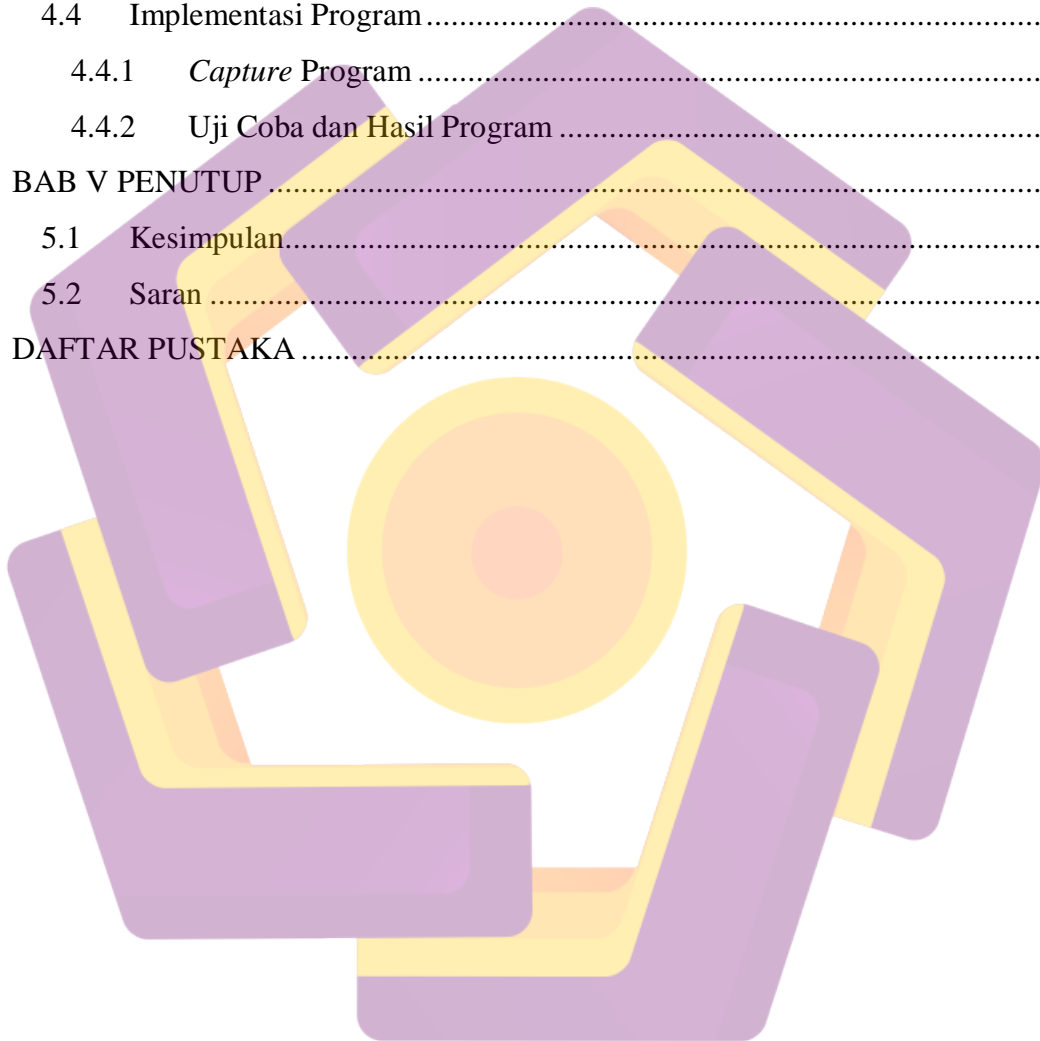 4.4 Implementasi Program ........................................................................
4.4.1 Capture Program ........................................................................
4.4.2 Uji Coba dan Hasil Program ........................................................
BAB V PENUTUP ........................................................................................
5.1 Kesimpulan ........................................................................................
5.2 Saran ................................................................................................
DAFTAR PUSTAKA ....................................................................................